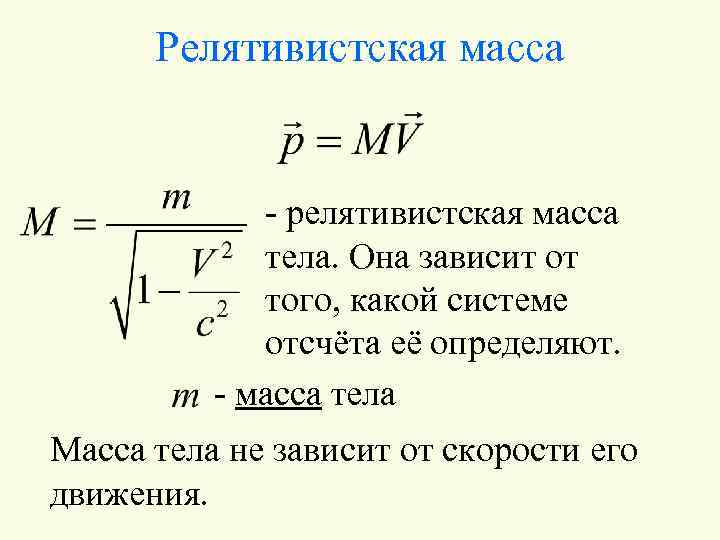 Релятивистская масса
p⃗ = MV⃗
M = m / √(1 − V²/c²)
- релятивистская масса
тела. Она зависит от
того, какой системе
отсчёта её определяют.
m - масса тела
Масса тела не зависит от скорости его
движения.